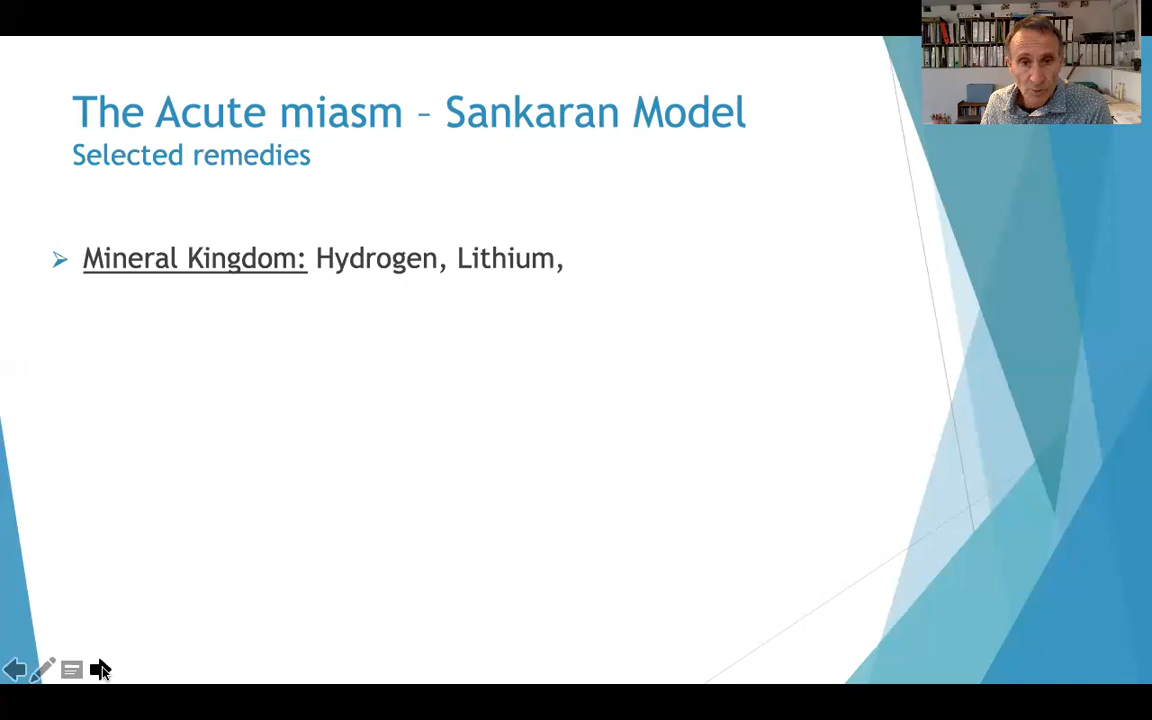 The Acute miasm – Sankaran Model
Selected remedies
➢ Mineral Kingdom: Hydrogen, Lithium,